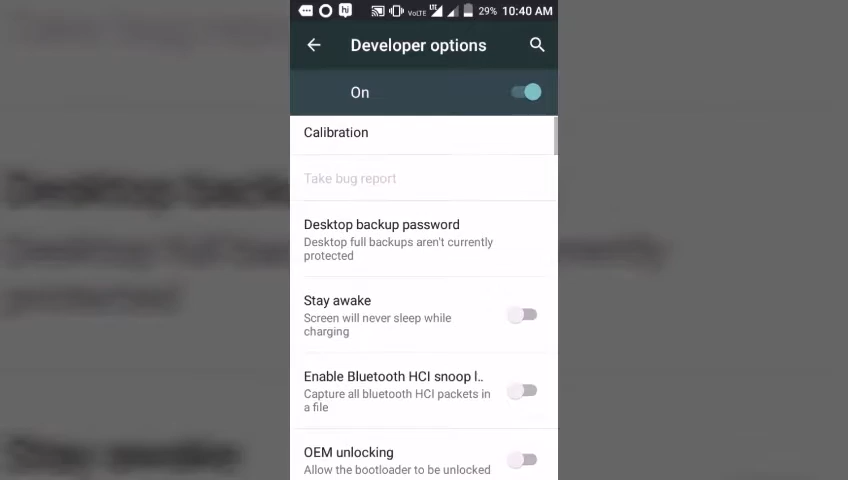 hi VoLTE LTE 29% 10:40 AM
Developer options
On
Calibration
Take bug report
Desktop backup password
Desktop full backups aren't currently
protected
Stay awake
Screen will never sleep while
charging
Enable Bluetooth HCI snoop l..
Capture all bluetooth HCI packets in
a file
OEM unlocking
Allow the bootloader to be unlocked